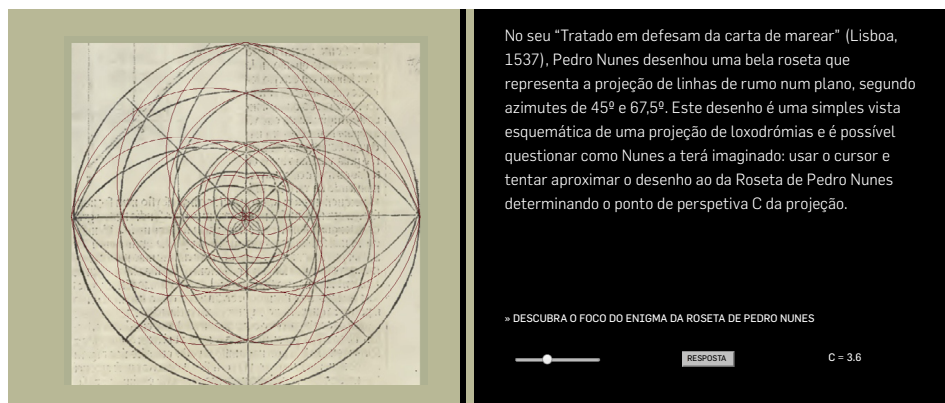 No seu “Tratado em defesam da carta de marear” (Lisboa,
1537), Pedro Nunes desenhou uma bela roseta que
representa a projeção de linhas de rumo num plano, segundo
azimutes de 45º e 67,5º. Este desenho é uma simples vista
esquemática de uma projeção de loxodrómias e é possível
questionar como Nunes a terá imaginado: usar o cursor e
tentar aproximar o desenho ao da Roseta de Pedro Nunes
determinando o ponto de perspetiva C da projeção.
» DESCUBRA O FOCO DO ENIGMA DA ROSETA DE PEDRO NUNES
RESPOSTA
C = 3.6